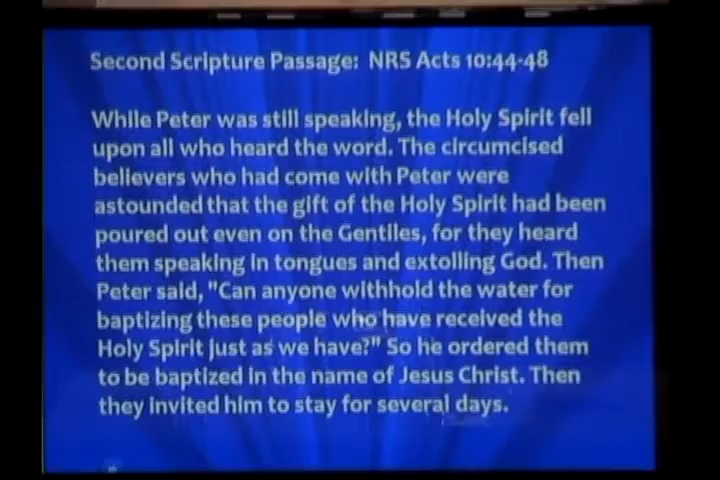 Second Scripture Passage: NRS Acts 10:44-48
While Peter was still speaking, the Holy Spirit fell
upon all who heard the word. The circumcised
believers who had come with Peter were
astounded that the gift of the Holy Spirit had been
poured out even on the Gentiles, for they heard
them speaking in tongues and extolling God. Then
Peter said, "Can anyone withhold the water for
baptizing these people who have received the
Holy Spirit just as we have?" So he ordered them
to be baptized in the name of Jesus Christ. Then
they invited him to stay for several days.